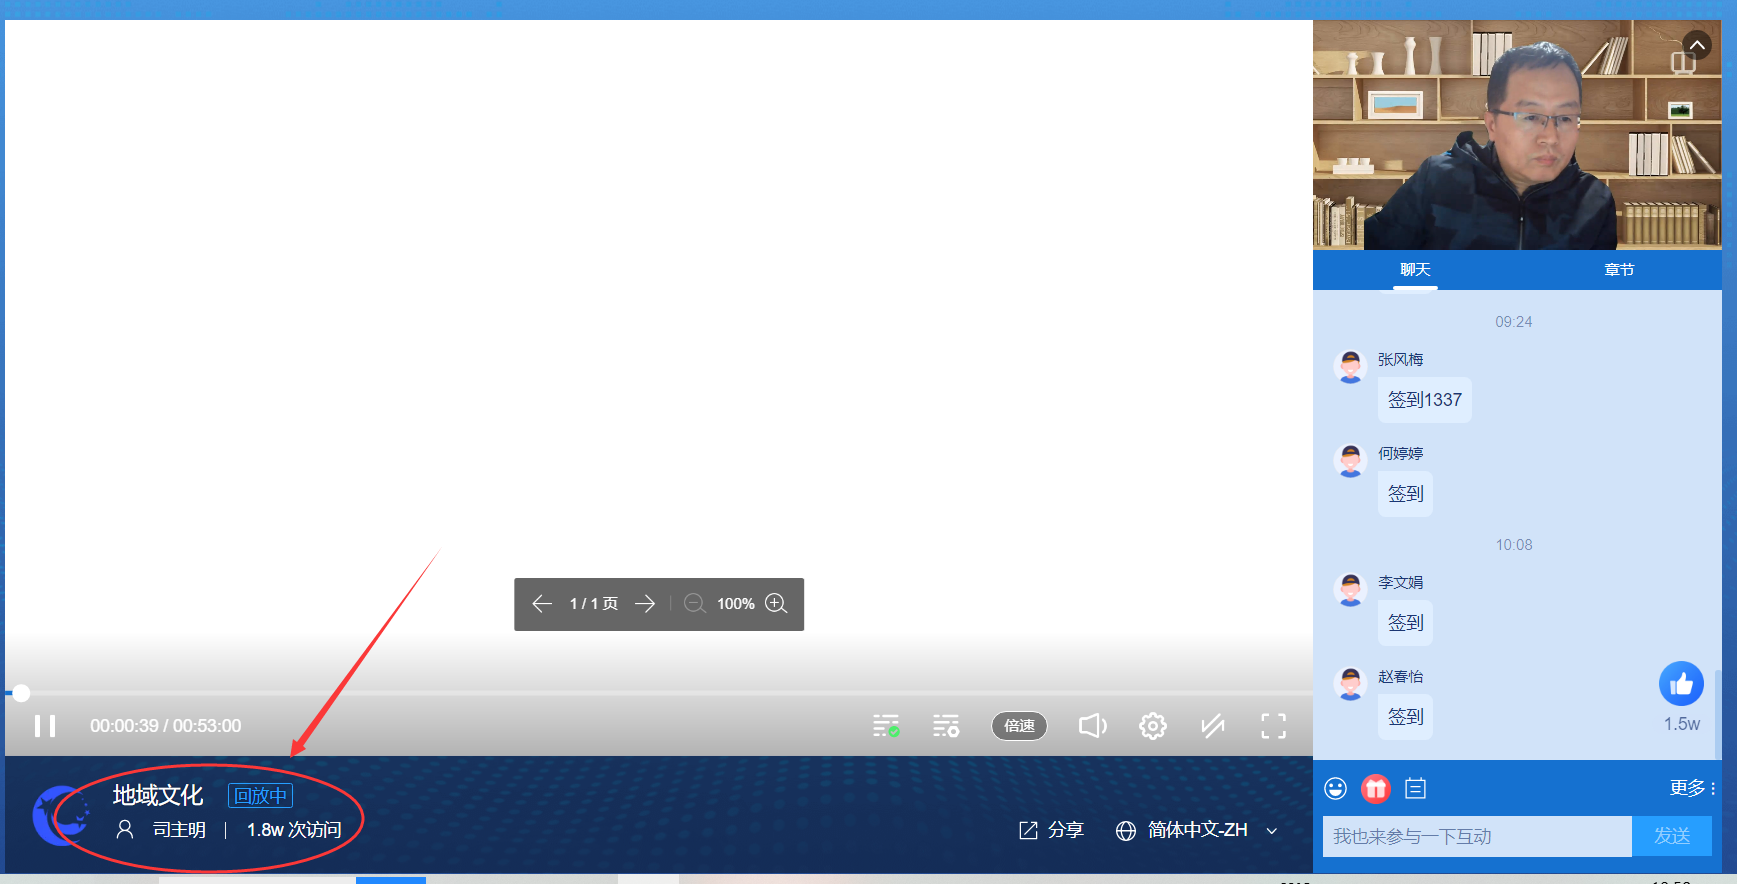 聊天
章节
09:24
张风梅
签到1337
何婷婷
签到
10:08
李文娟
签到
赵春怡
签到
1.5w
1 / 1 页
100%
00:00:39 / 00:53:00
倍速
地域文化 回放中
司主明 | 1.8w 次访问
分享
简体中文-ZH
更多
我也来参与一下互动
发送